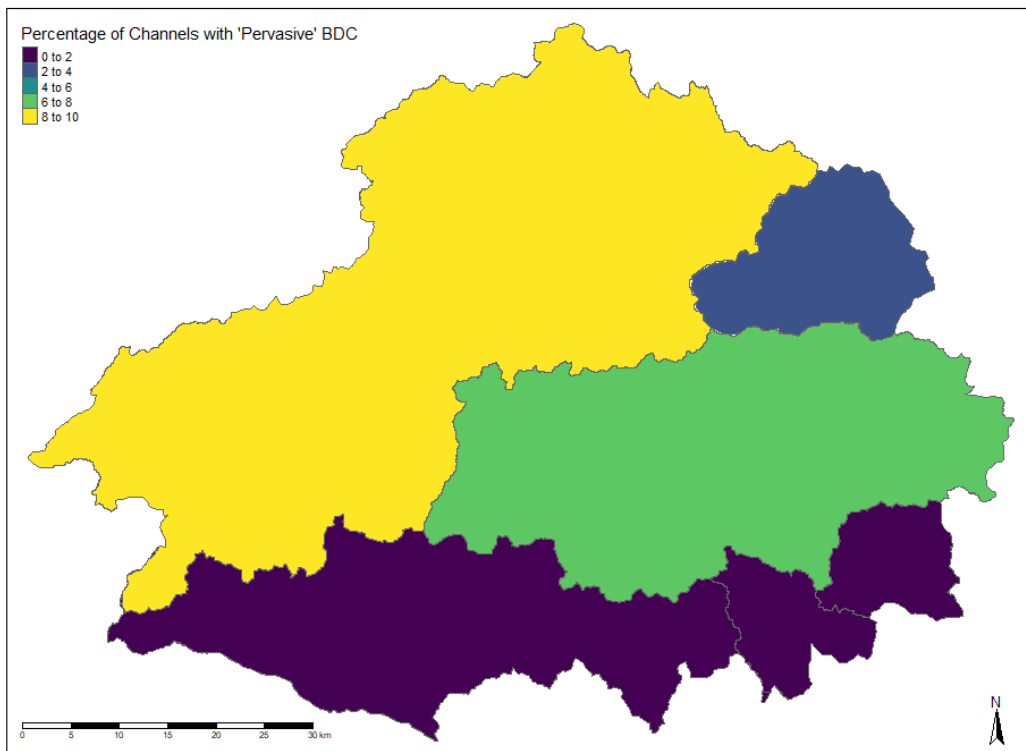 Percentage of Channels with 'Pervasive' BDC
0 to 2
2 to 4
4 to 6
6 to 8
8 to 10
N
0 5 10 15 20 25 30 km